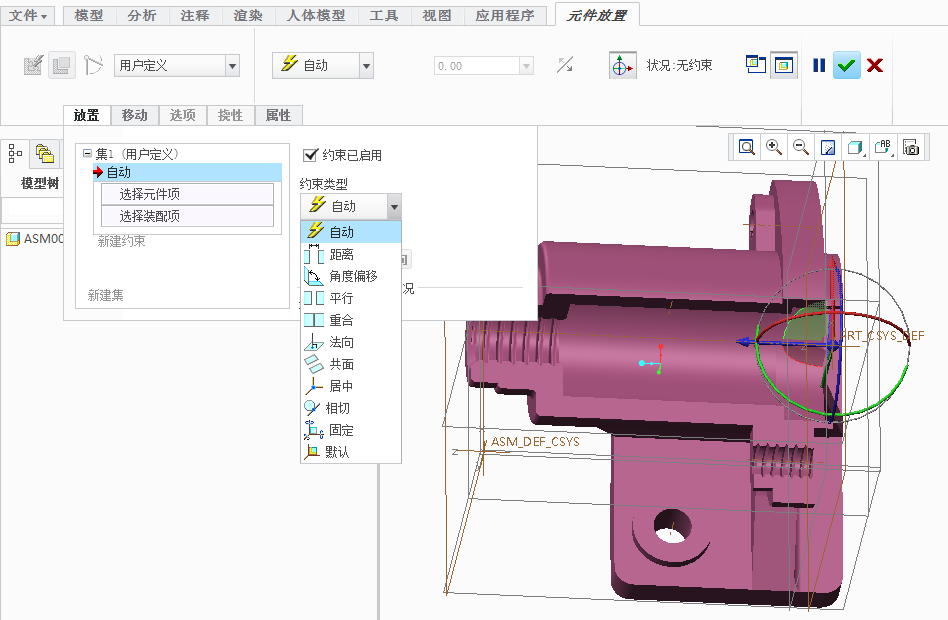 文件 模型 分析 注释 渲染 人体模型 工具 视图 应用程序 元件放置
用户定义 自动 0.00 状况:无约束
放置 移动 选项 挠性 属性
模型树
ASM00
集1 (用户定义)
自动
选择元件项
选择装配项
新建约束
新建集
约束已启用
约束类型
自动
自动
距离
角度偏移
平行
重合
法向
共面
居中
相切
固定
默认
况
AB
PRT_CSYS_DEF
ASM_DEF_CSYS
Z